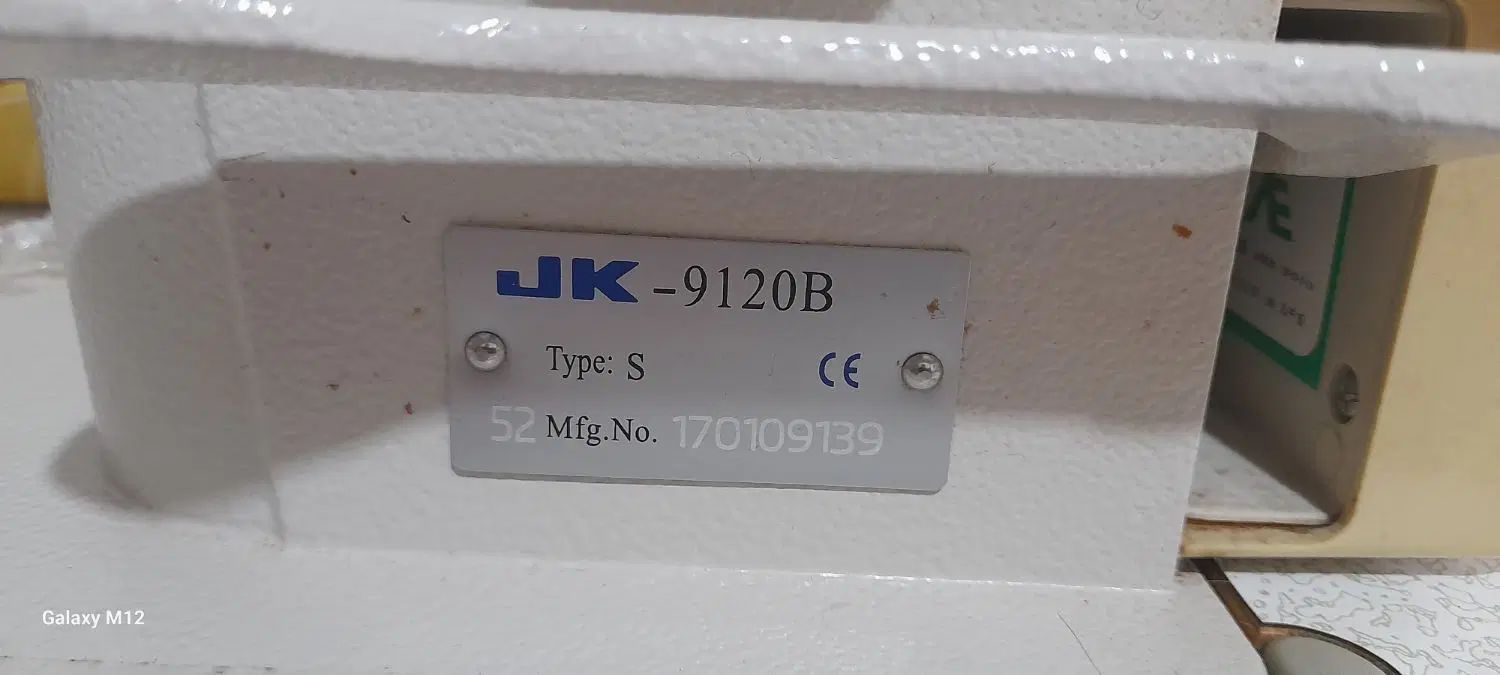 JK-9120B
Type: S CE
52 Mfg.No. 170109139
Galaxy M12